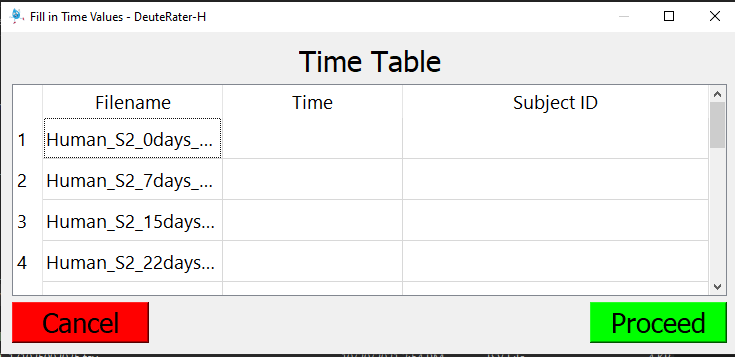 Fill in Time Values - DeuteRater-H
Time Table
Filename Time Subject ID
1 Human_S2_0days_...
2 Human_S2_7days_...
3 Human_S2_15days...
4 Human_S2_22days...
Cancel Proceed